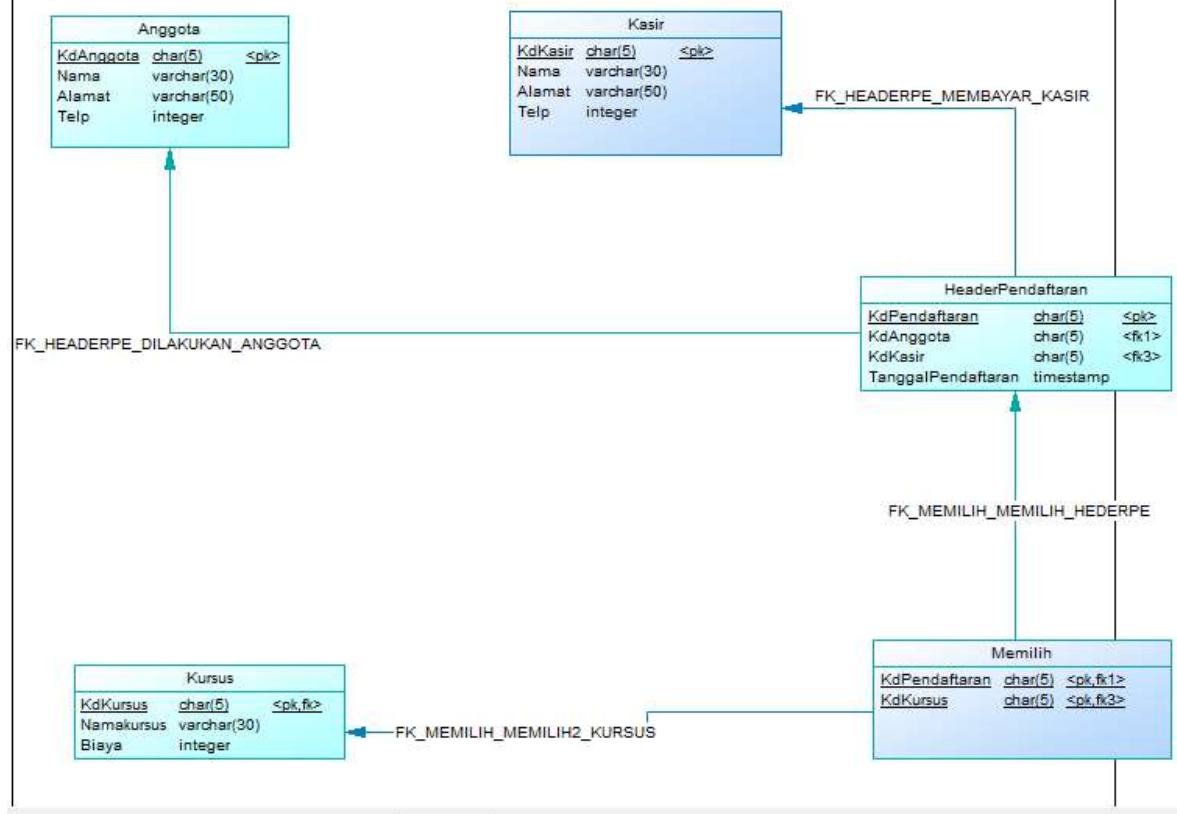 Anggota
KdAnggota char(5) <pk>
Nama varchar(30)
Alamat varchar(50)
Telp integer
Kasir
KdKasir char(5) <pk>
Nama varchar(30)
Alamat varchar(50)
Telp integer
FK_HEADERPE_MEMBAYAR_KASIR
HeaderPendaftaran
KdPendaftaran char(5) <pk>
KdAnggota char(5) <fk1>
KdKasir char(5) <fk3>
TanggalPendaftaran timestamp
FK_HEADERPE_DILAKUKAN_ANGGOTA
FK_MEMILIH_MEMILIH_HEDERPE
Memilih
KdPendaftaran char(5) <pk,fk1>
KdKursus char(5) <pk,fk3>
Kursus
KdKursus char(5) <pk,fk>
Namakursus varchar(30)
Biaya integer
FK_MEMILIH_MEMILIH2_KURSUS